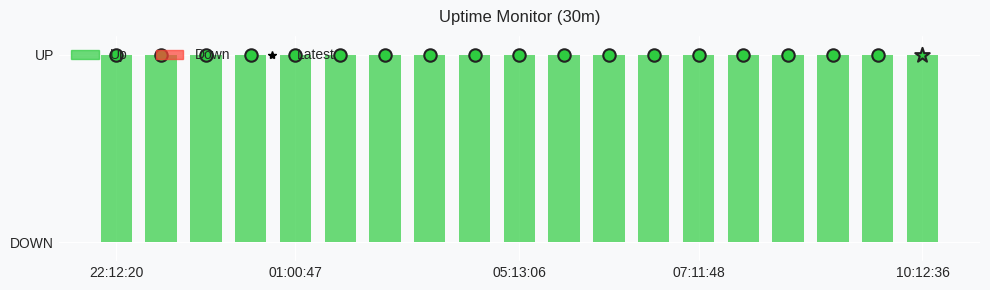 Uptime Monitor (30m)
UP
Up
Down
Latest
DOWN
22:12:20
01:00:47
05:13:06
07:11:48
10:12:36